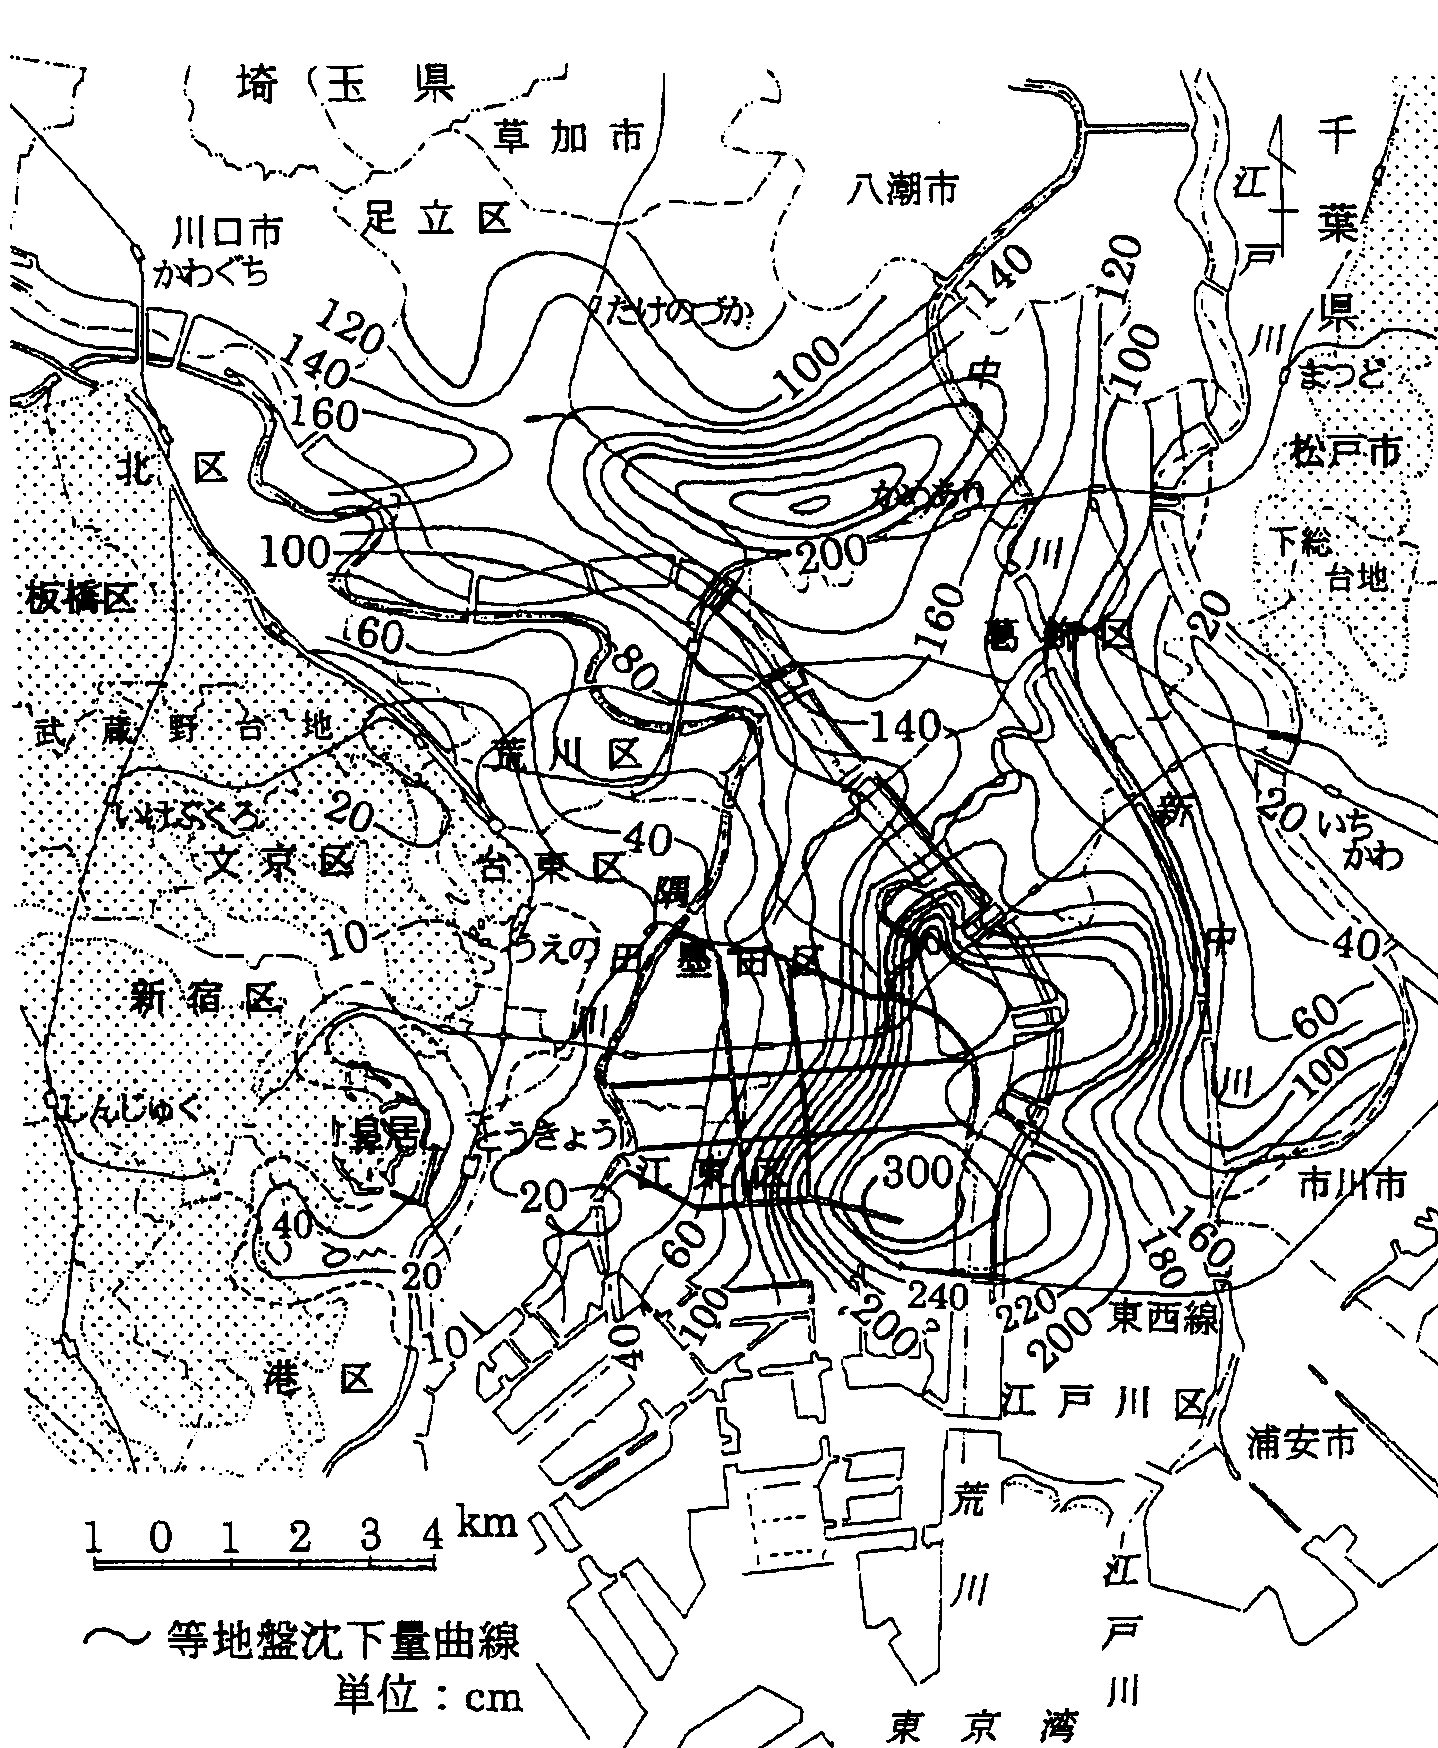 埼玉県
草加市
千葉県
八潮市
江戸川
足立区
川口市
かわぐち
たけのづか
120
140
160
100
140
120
100
中川
まつど
松戸市
北区
かめあり
200
100
下総
台地
板橋区
160
葛飾区
20
60
80
武蔵野台地
荒川区
140
いけぶくろ
20
文京区
40
台東区
新中川
20
いち
かわ
隅田川
10
うえの
墨田区
40
新宿区
60
100
しんじゅく
皇居
とうきょう
江東区
300
20
市川市
40
60
160
180
20
100
200
240
220
200
東西線
10
40
港区
江戸川区
浦安市
荒川
江戸川
1 0 1 2 3 4 km
等地盤沈下量曲線
単位：cm
東京湾